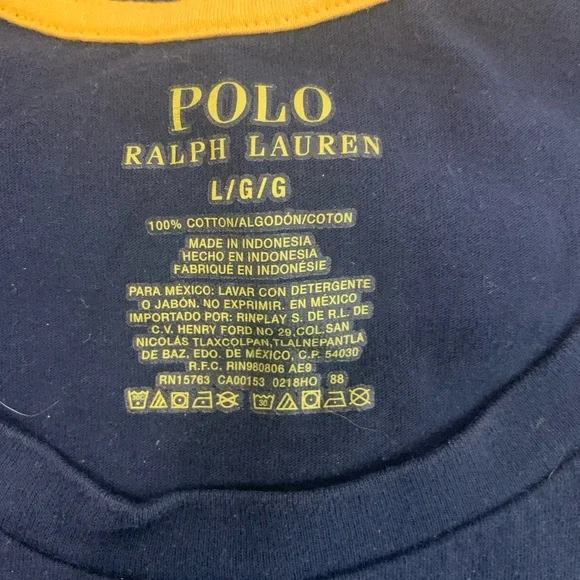 POLO
RALPH LAUREN
L/G/G
100% COTTON/ALGODÓN/COTON
MADE IN INDONESIA
HECHO EN INDONESIA
FABRIQUÉ EN INDONÉSIE
PARA MÉXICO: LAVAR CON DETERGENTE
O JABÓN. NO EXPRIMIR. EN MÉXICO
IMPORTADO POR: RINPLAY S. DE R.L. DE
C.V. HENRY FORD NO 29, COL. SAN
NICOLÁS TLAXCOLPAN, TLALNEPANTLA
DE BAZ, EDO. DE MÉXICO, C.P. 54030
R.F.C. RIN980806 AE9
RN15763 CA00153 0218HO 88
30